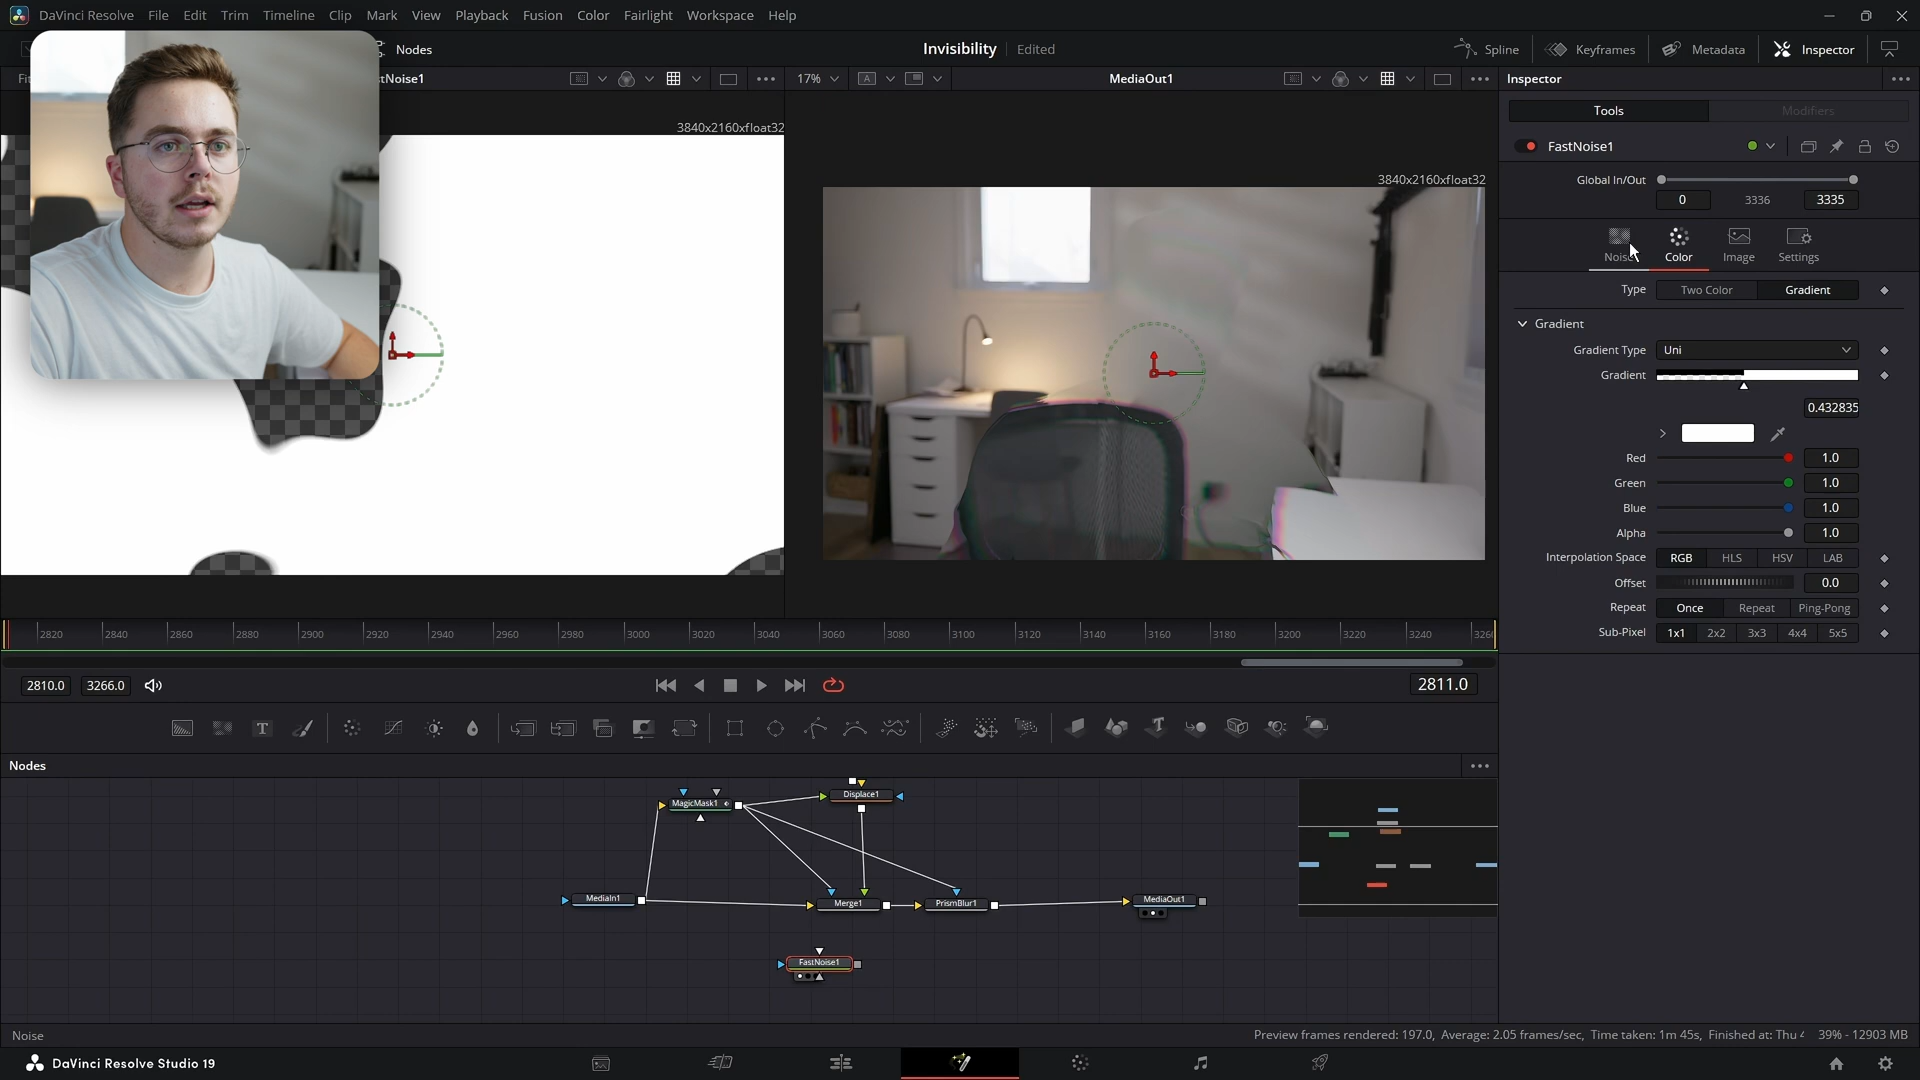 DaVinci Resolve File Edit Trim Timeline Clip Mark View Playback Fusion Color Fairlight Workspace Help
Nodes
Invisibility Edited
Spline Keyframes Metadata Inspector
tNoise1
17% A
MediaOut1
Inspector
Tools Modifiers
3840x2160xfloat32
3840x2160xfloat32
FastNoise1
Global In/Out
0 3336 3335
Noise Color Image Settings
Type Two Color Gradient
Gradient
Gradient Type Uni
Gradient
0.432835
Red 1.0
Green 1.0
Blue 1.0
Alpha 1.0
Interpolation Space RGB HLS HSV LAB
Offset 0.0
Repeat Once Repeat Ping-Pong
Sub-Pixel 1x1 2x2 3x3 4x4 5x5
2820 2840 2860 2880 2900 2920 2940 2960 2980 3000 3020 3040 3060 3080 3100 3120 3140 3160 3180 3200 3220 3240 326
2810.0 3266.0
2811.0
T
Nodes
MagicMask1 Displace1
MediaIn1 Merge1 PrismBlur1 MediaOut1
FastNoise1
Noise
Preview frames rendered: 197.0, Average: 2.05 frames/sec, Time taken: 1m 45s, Finished at: Thu 39% - 12903 MB
DaVinci Resolve Studio 19